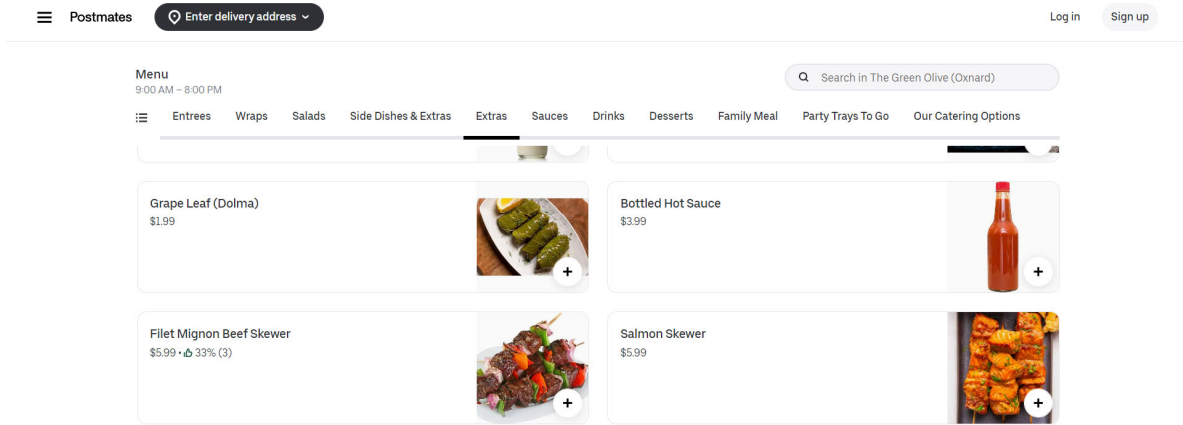 Postmates
Enter delivery address
Log in
Sign up
Menu
9:00 AM – 8:00 PM
Search in The Green Olive (Oxnard)
Entrees Wraps Salads Side Dishes & Extras Extras Sauces Drinks Desserts Family Meal Party Trays To Go Our Catering Options
Grape Leaf (Dolma)
$1.99
Bottled Hot Sauce
$3.99
Filet Mignon Beef Skewer
$5.99 • 33% (3)
Salmon Skewer
$5.99